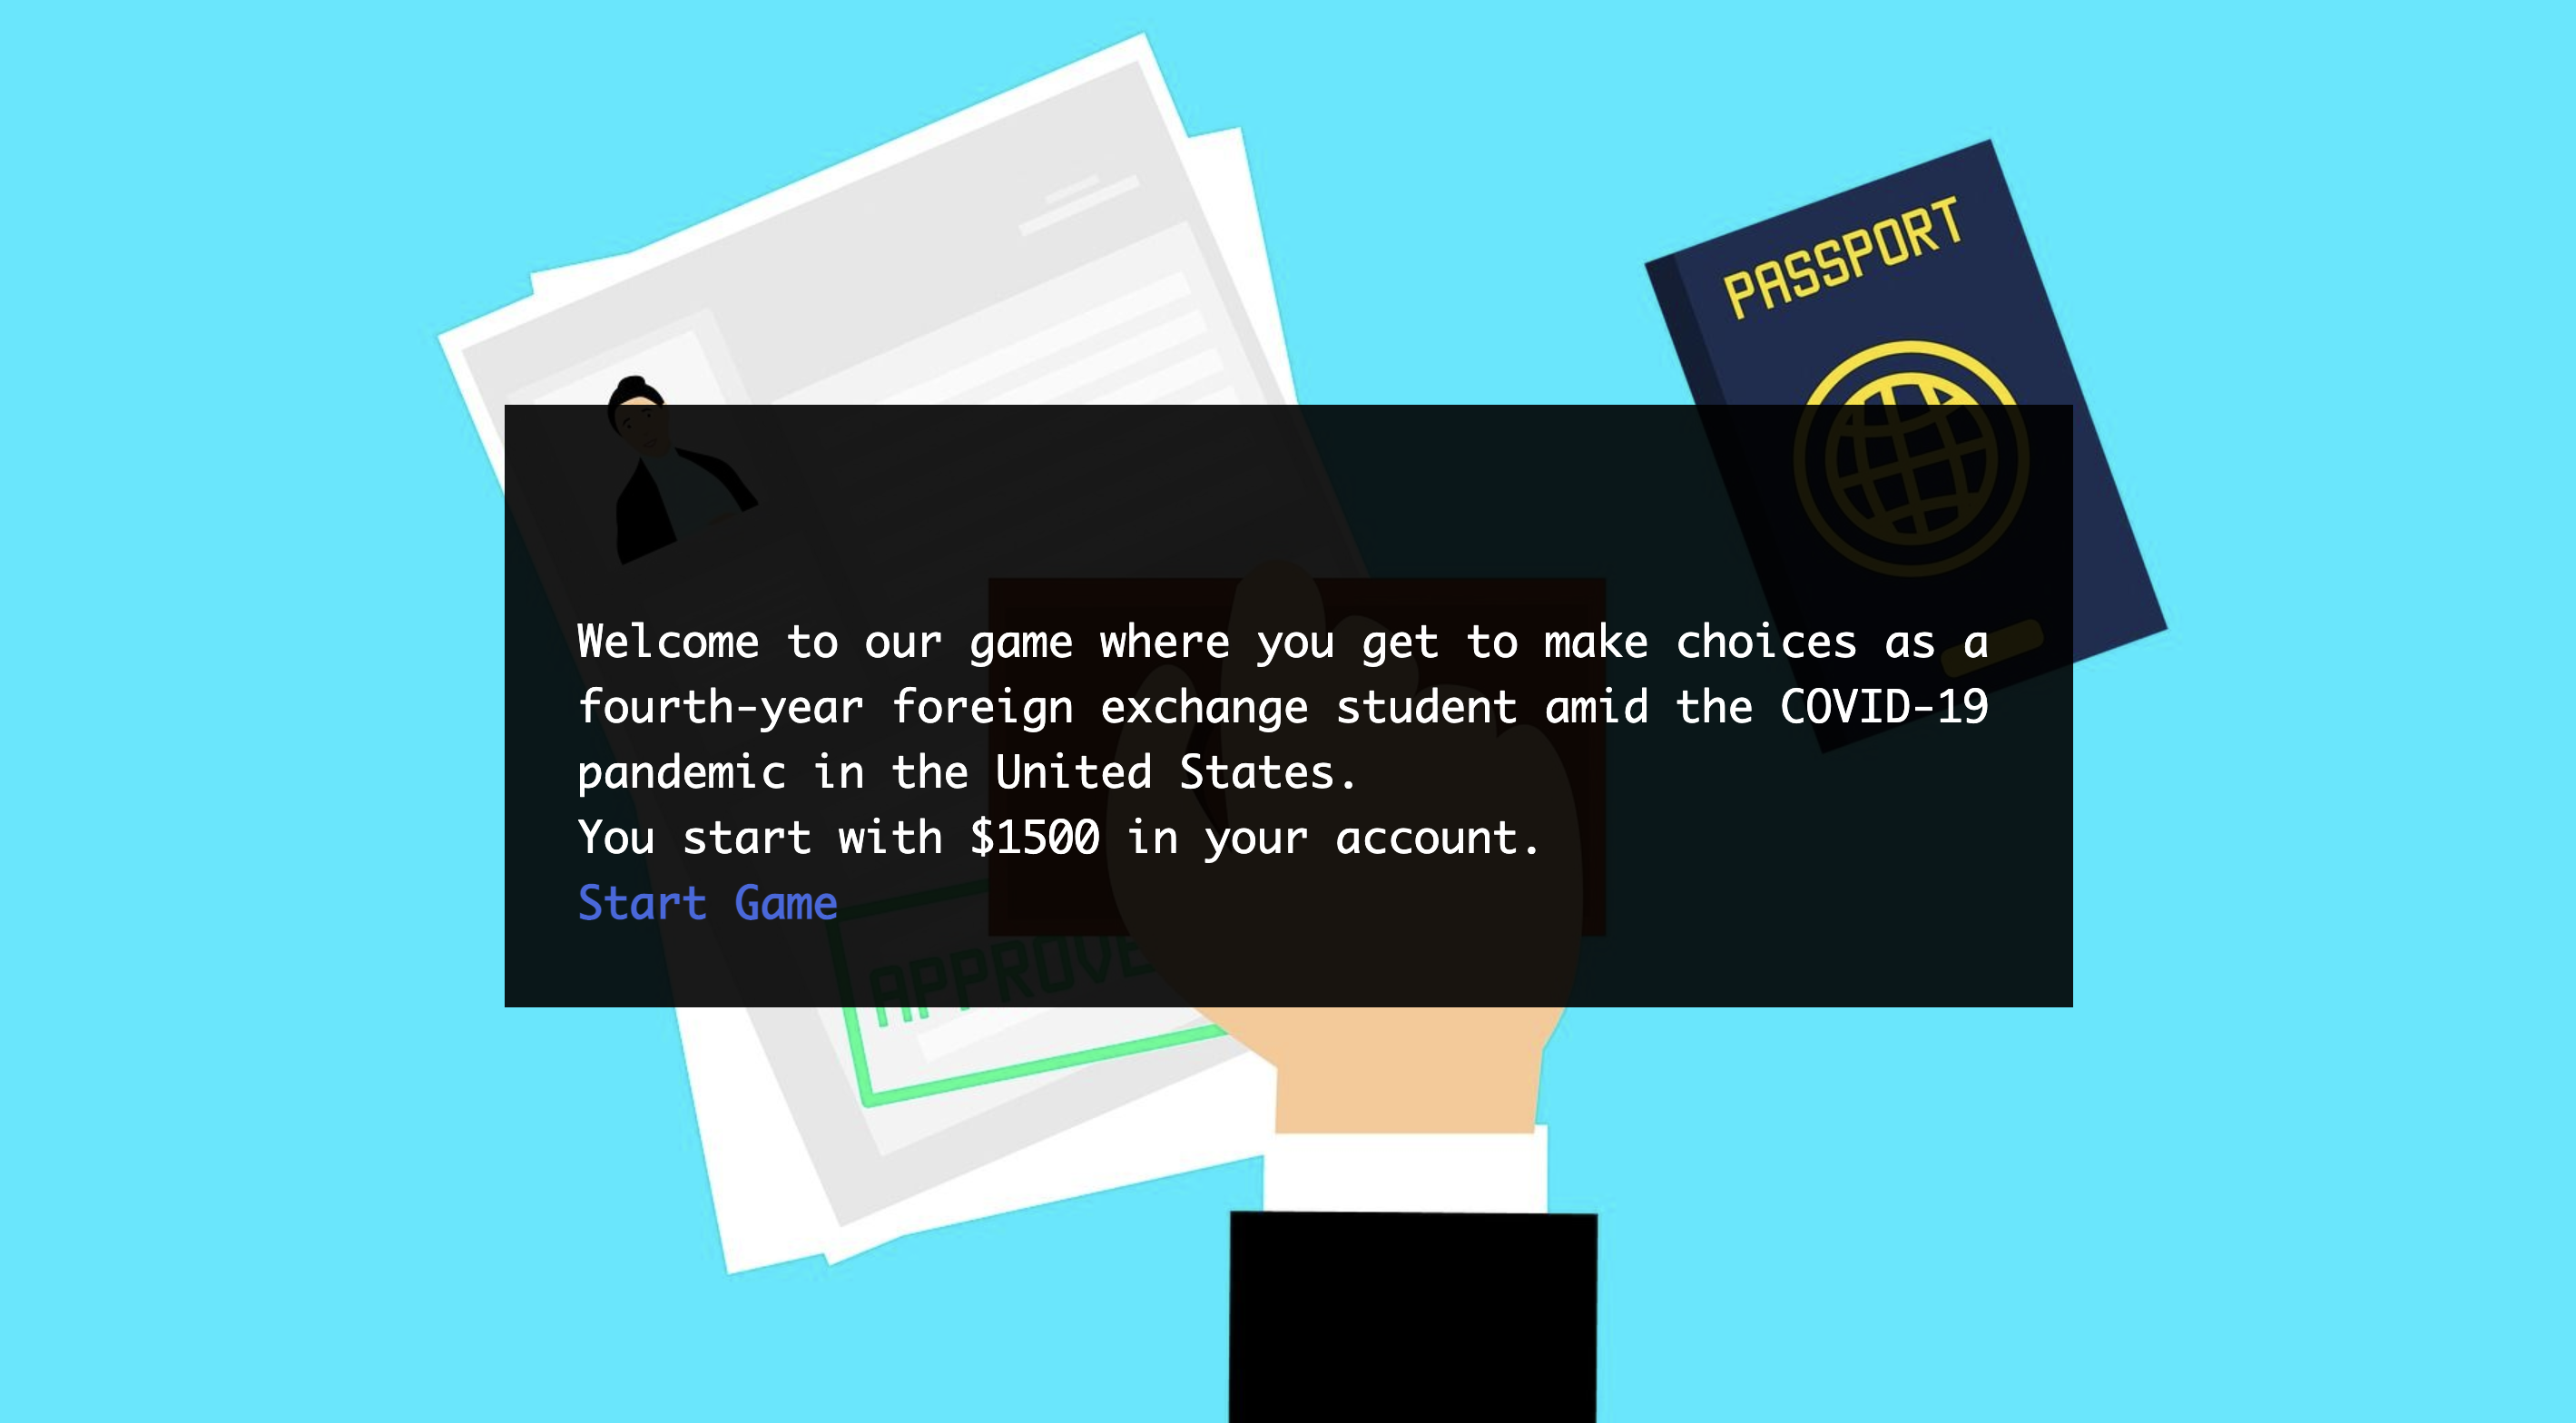 PASSPORT
Welcome to our game where you get to make choices as a
fourth-year foreign exchange student amid the COVID-19
pandemic in the United States.
You start with $1500 in your account.
Start Game
APPROVE